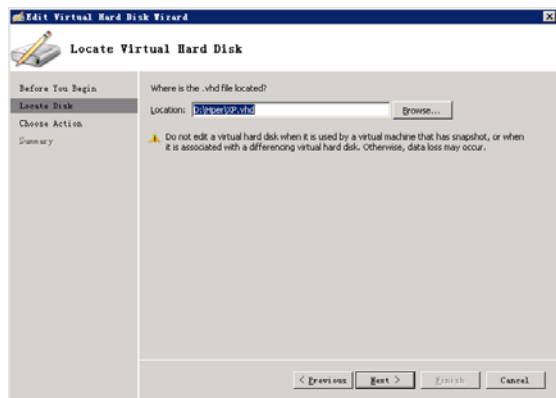 Edit Virtual Hard Disk Wizard
Locate Virtual Hard Disk
Before You Begin
Locate Disk
Choose Action
Summary
Where is the .vhd file located?
Location: D:\Hper\XP.vhd Browse...
Do not edit a virtual hard disk when it is used by a virtual machine that has snapshot, or when
it is associated with a differencing virtual hard disk. Otherwise, data loss may occur.
< Previous Next > Finish Cancel